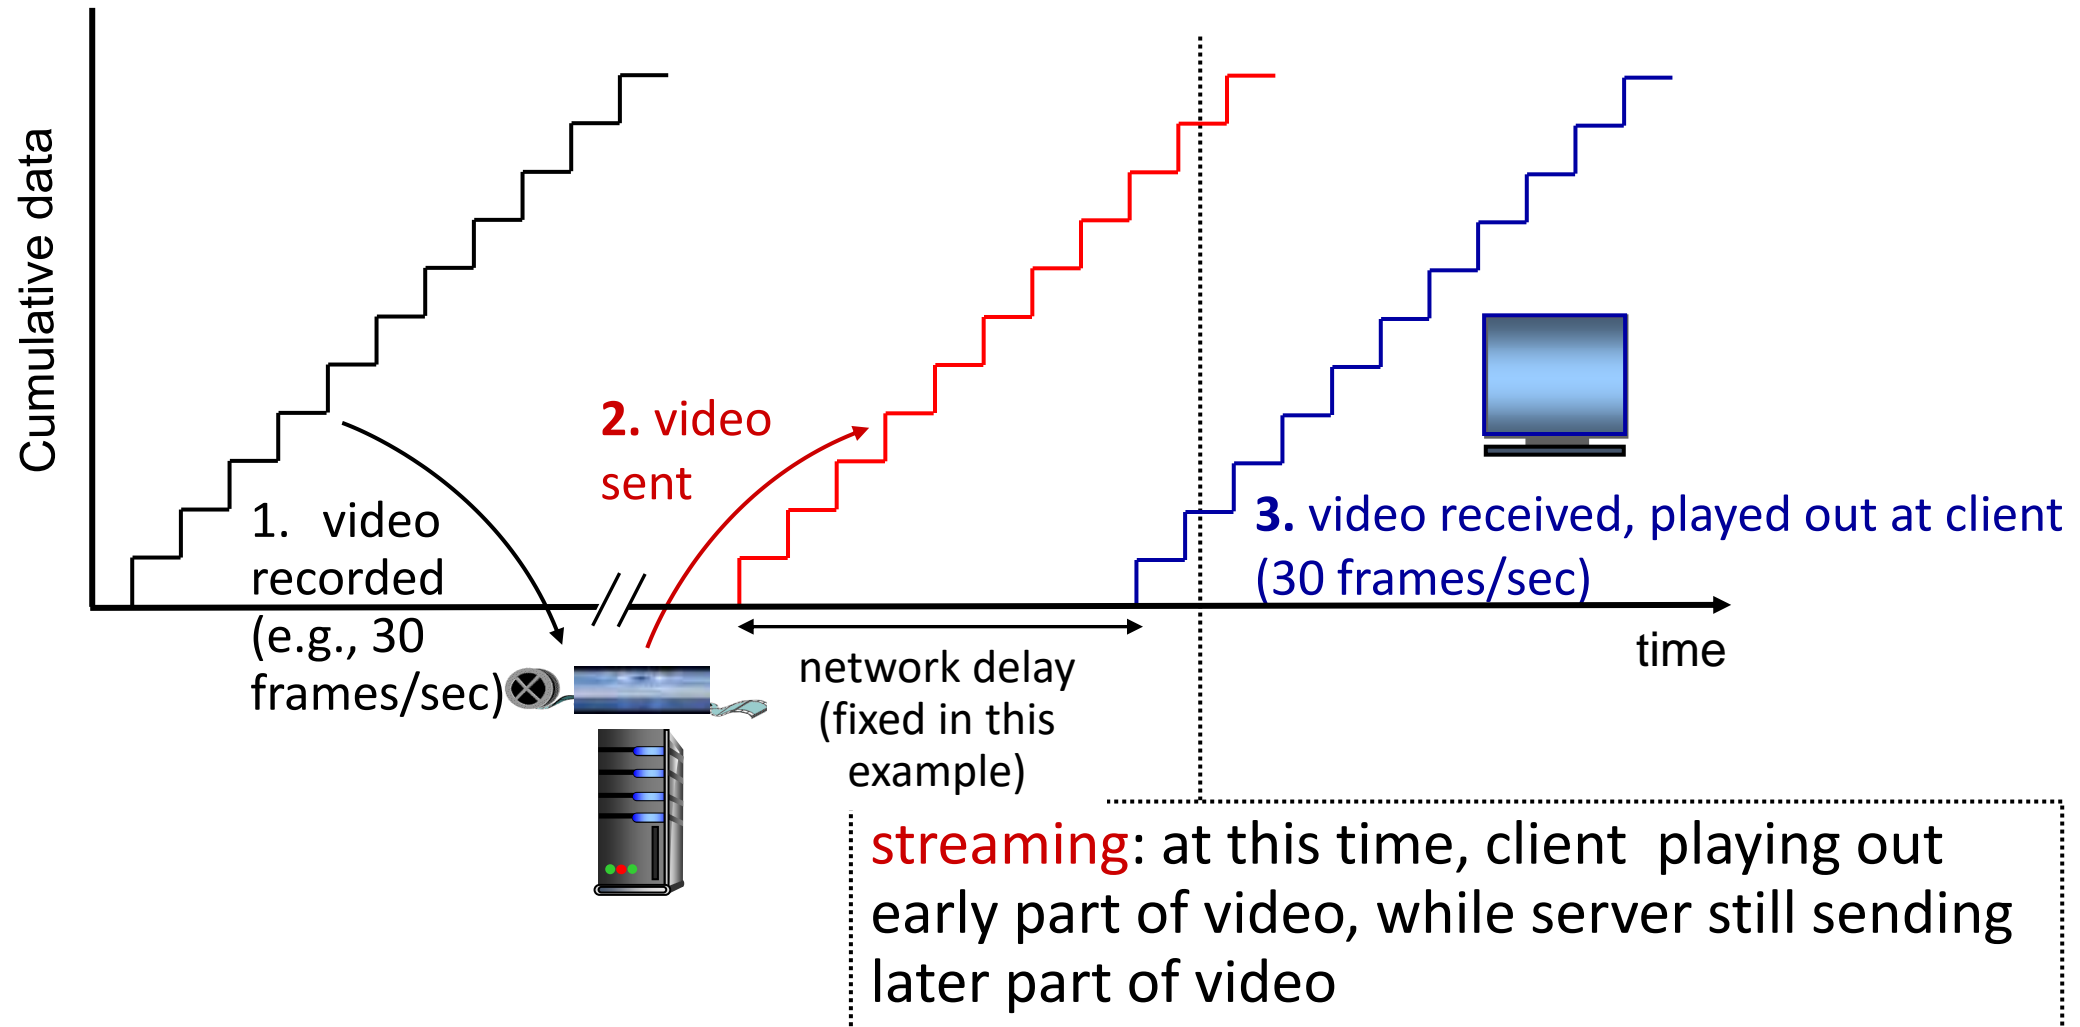 Cumulative data
1. video
recorded
(e.g., 30
frames/sec)
2. video
sent
3. video received, played out at client
(30 frames/sec)
time
network delay
(fixed in this
example)
streaming: at this time, client playing out
early part of video, while server still sending
later part of video